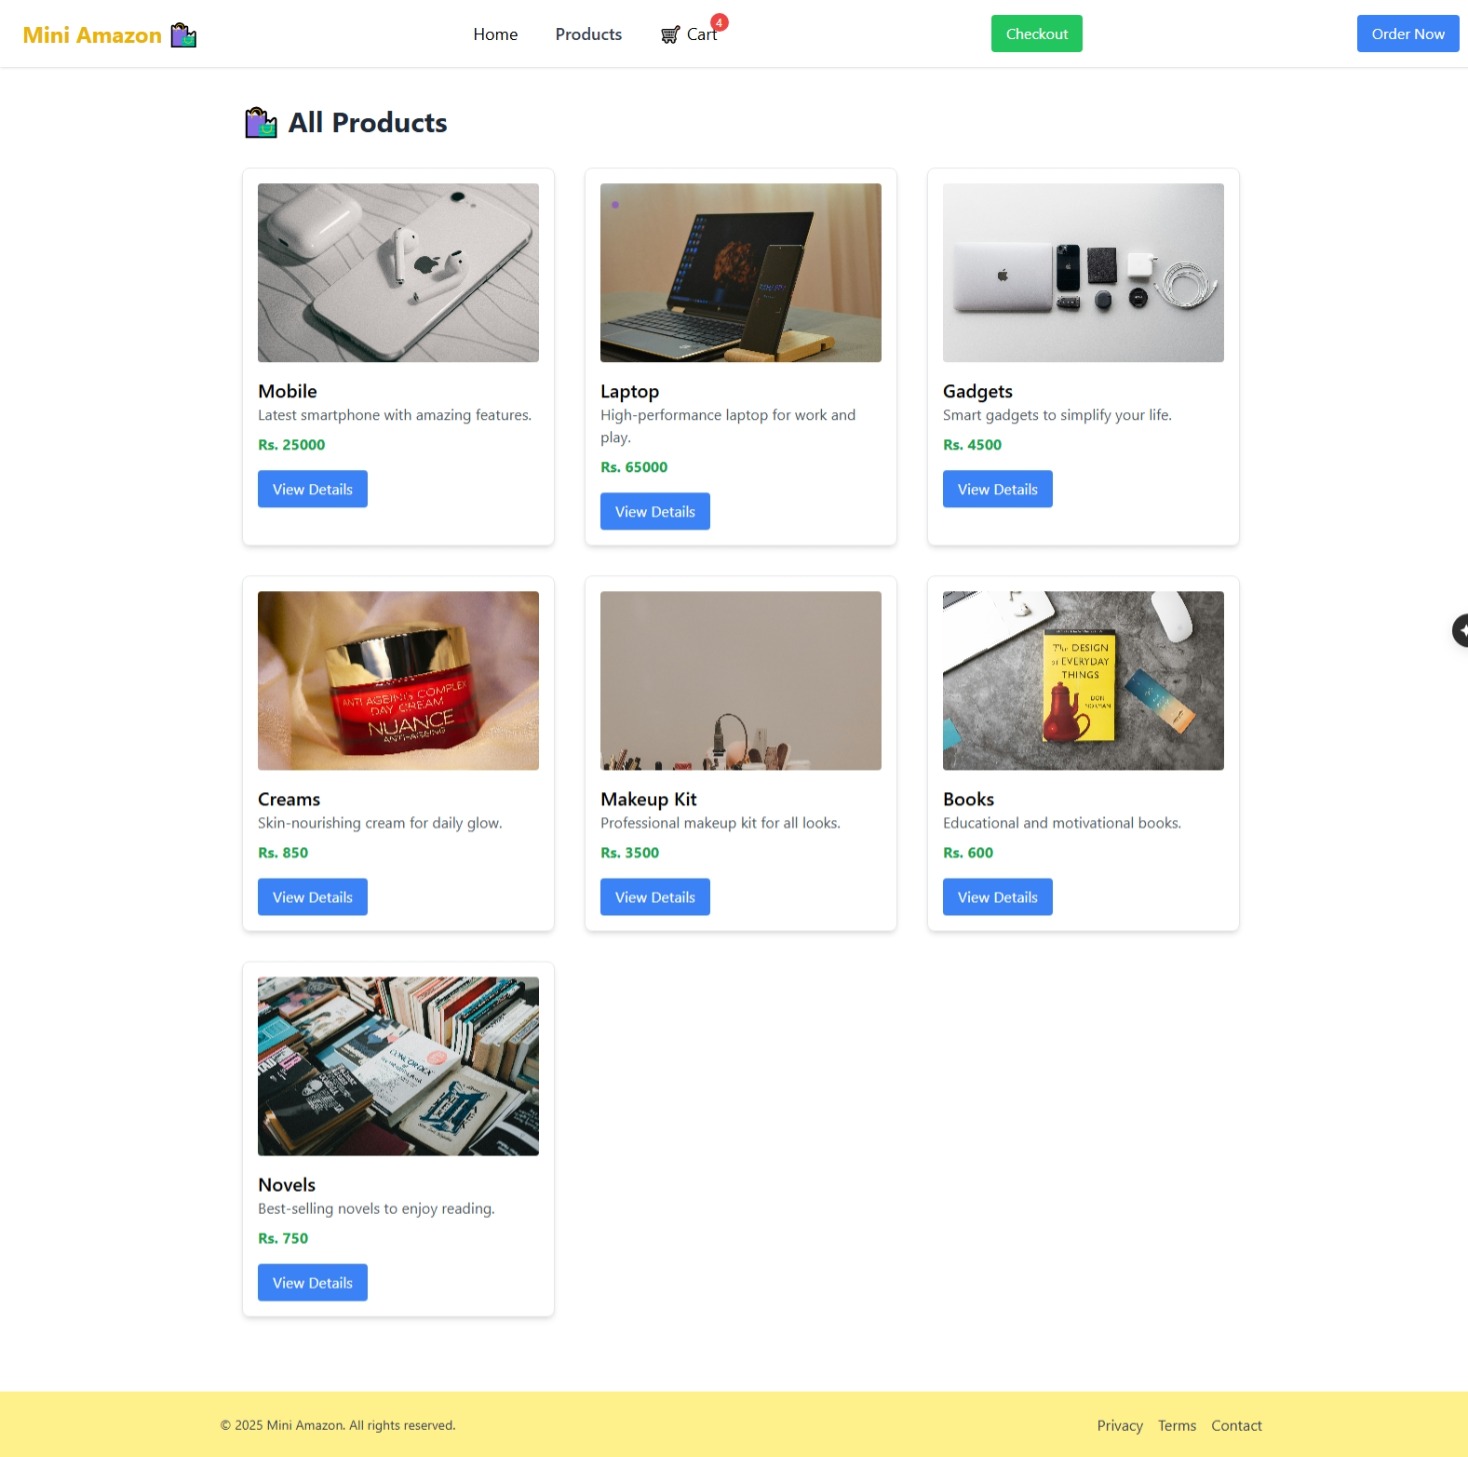 Mini Amazon
Home
Products
Cart
4
Checkout
Order Now
All Products
Mobile
Latest smartphone with amazing features.
Rs. 25000
View Details
Laptop
High-performance laptop for work and
play.
Rs. 65000
View Details
Gadgets
Smart gadgets to simplify your life.
Rs. 4500
View Details
ANTI AGEING COMPLEX
DAY CREAM
NUANCE
ANTI-AGEING
Creams
Skin-nourishing cream for daily glow.
Rs. 850
View Details
Makeup Kit
Professional makeup kit for all looks.
Rs. 3500
View Details
The DESIGN
of EVERYDAY
THINGS
DON
NORMAN
Books
Educational and motivational books.
Rs. 600
View Details
Novels
Best-selling novels to enjoy reading.
Rs. 750
View Details
© 2025 Mini Amazon. All rights reserved.
Privacy
Terms
Contact